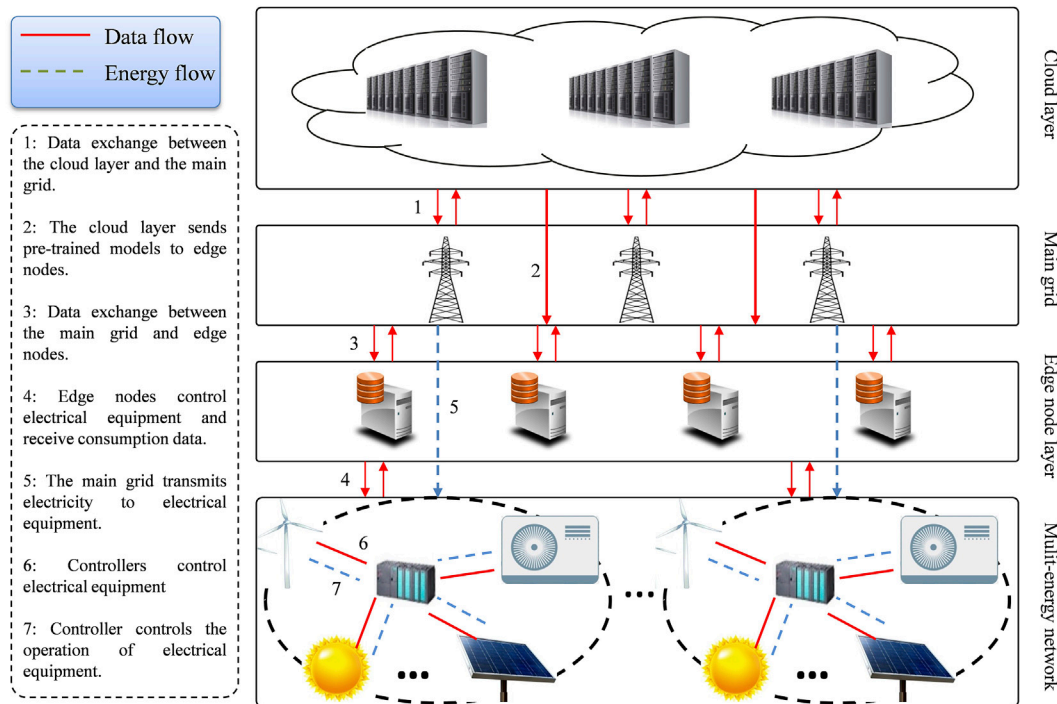 Data flow
Energy flow
1: Data exchange between
the cloud layer and the main
grid.
2: The cloud layer sends
pre-trained models to edge
nodes.
3: Data exchange between
the main grid and edge
nodes.
4: Edge nodes control
electrical equipment and
receive consumption data.
5: The main grid transmits
electricity to electrical
equipment.
6: Controllers control
electrical equipment
7: Controller controls the
operation of electrical
equipment.
Cloud layer
1
2
Main grid
3
5
Edge node layer
4
6
7
Mulit-energy network